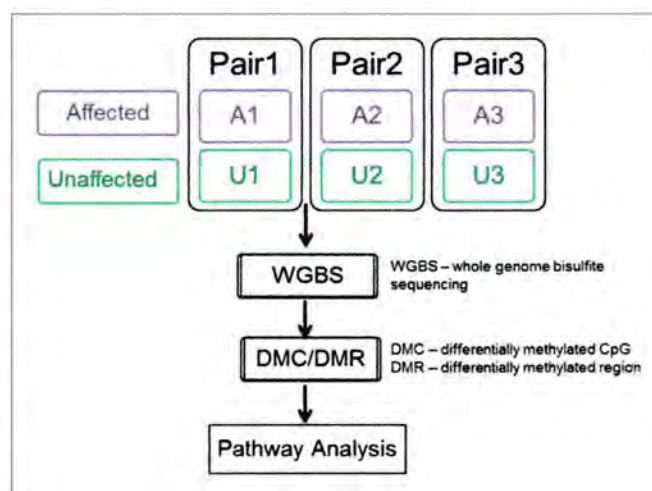 Pair1 Pair2 Pair3
Affected A1 A2 A3
Unaffected U1 U2 U3
WGBS
WGBS – whole genome bisulfite
sequencing
DMC/DMR
DMC – differentially methylated CpG
DMR – differentially methylated region
Pathway Analysis